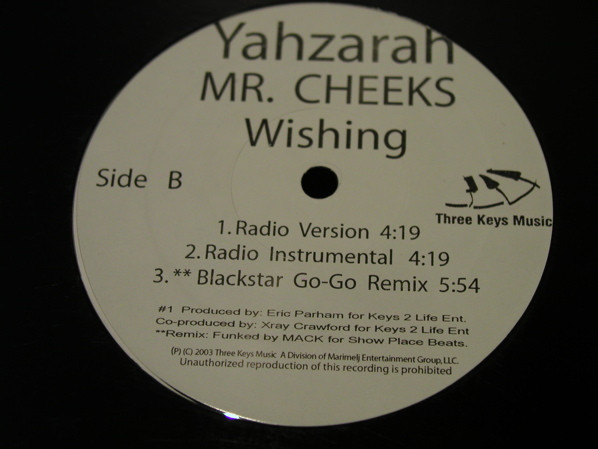 Yahzarah
MR. CHEEKS
Wishing
Side B
Three Keys Music
1. Radio Version 4:19
2. Radio Instrumental 4:19
3. ** Blackstar Go-Go Remix 5:54
#1 Produced by: Eric Parham for Keys 2 Life Ent.
Co-produced by: Xray Crawford for Keys 2 Life Ent
**Remix: Funked by MACK for Show Place Beats.
(P) (C) 2003 Three Keys Music A Division of Marimelj Entertainment Group, LLC.
Unauthorized reproduction of this recording is prohibited